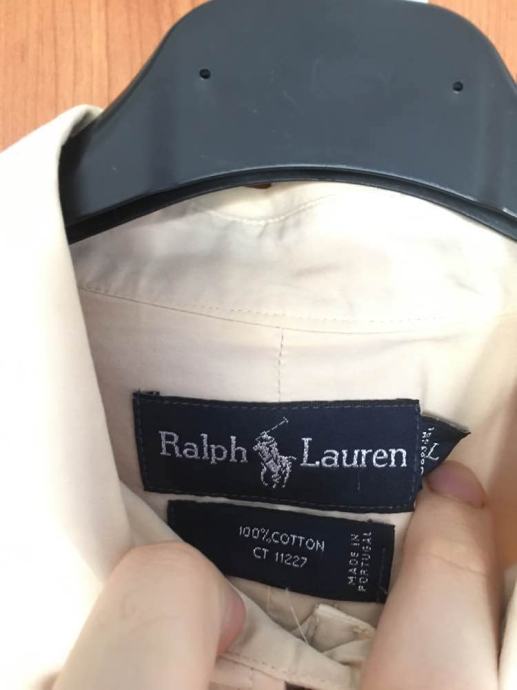 Ralph Lauren
L
100% COTTON
CT 11227
MADE IN
PORTUGAL